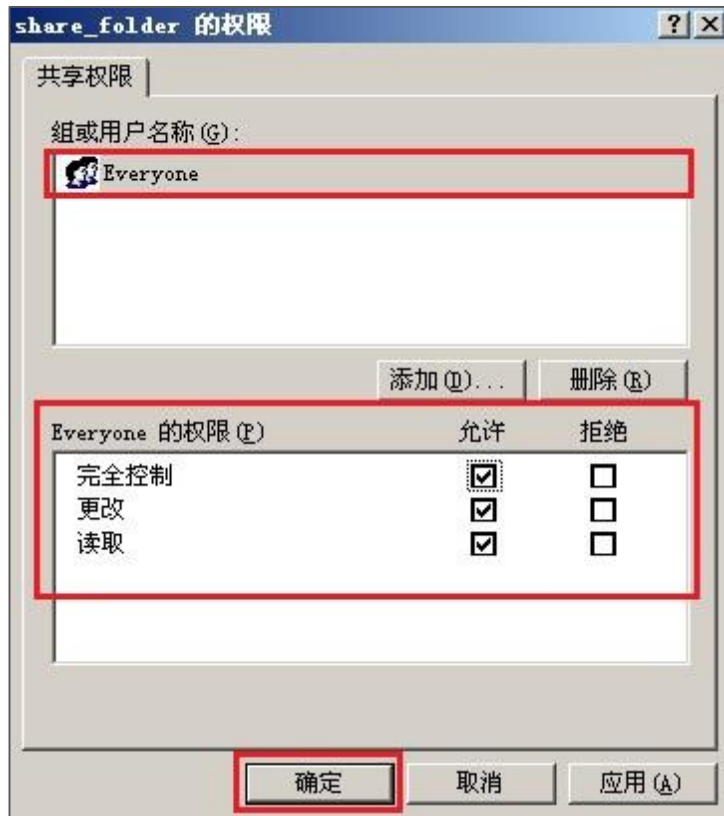 share_folder 的权限
共享权限
组或用户名称(G):
Everyone
添加(D)... 删除(R)
Everyone 的权限(P) 允许 拒绝
完全控制
更改
读取
确定 取消 应用(A)